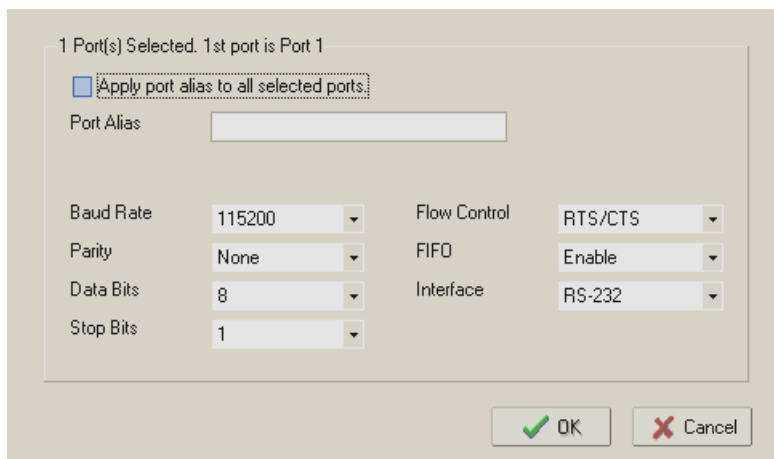 1 Port(s) Selected. 1st port is Port 1
Apply port alias to all selected ports.
Port Alias
Baud Rate 115200 Flow Control RTS/CTS
Parity None FIFO Enable
Data Bits 8 Interface RS-232
Stop Bits 1
OK Cancel